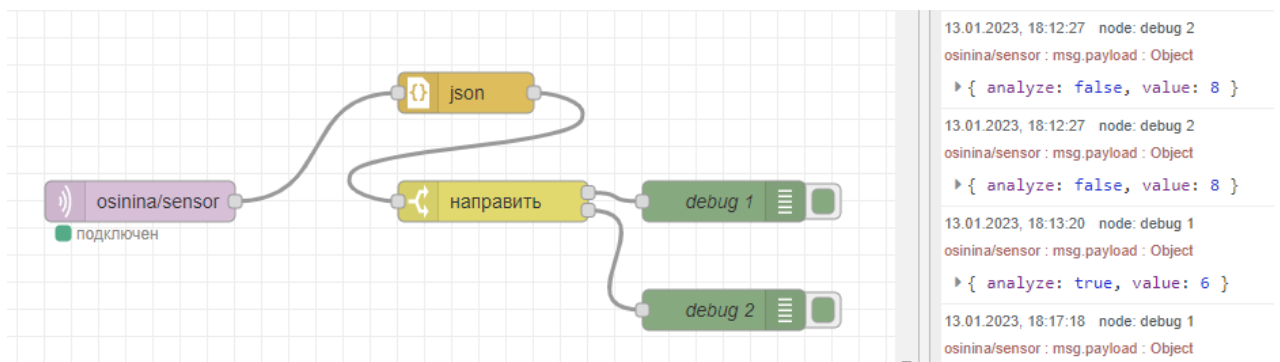 json
osinina/sensor
подключен
направить
debug 1
debug 2
13.01.2023, 18:12:27 node: debug 2
osinina/sensor : msg.payload : Object
{ analyze: false, value: 8 }
13.01.2023, 18:12:27 node: debug 2
osinina/sensor : msg.payload : Object
{ analyze: false, value: 8 }
13.01.2023, 18:13:20 node: debug 1
osinina/sensor : msg.payload : Object
{ analyze: true, value: 6 }
13.01.2023, 18:17:18 node: debug 1
osinina/sensor : msg.payload : Object